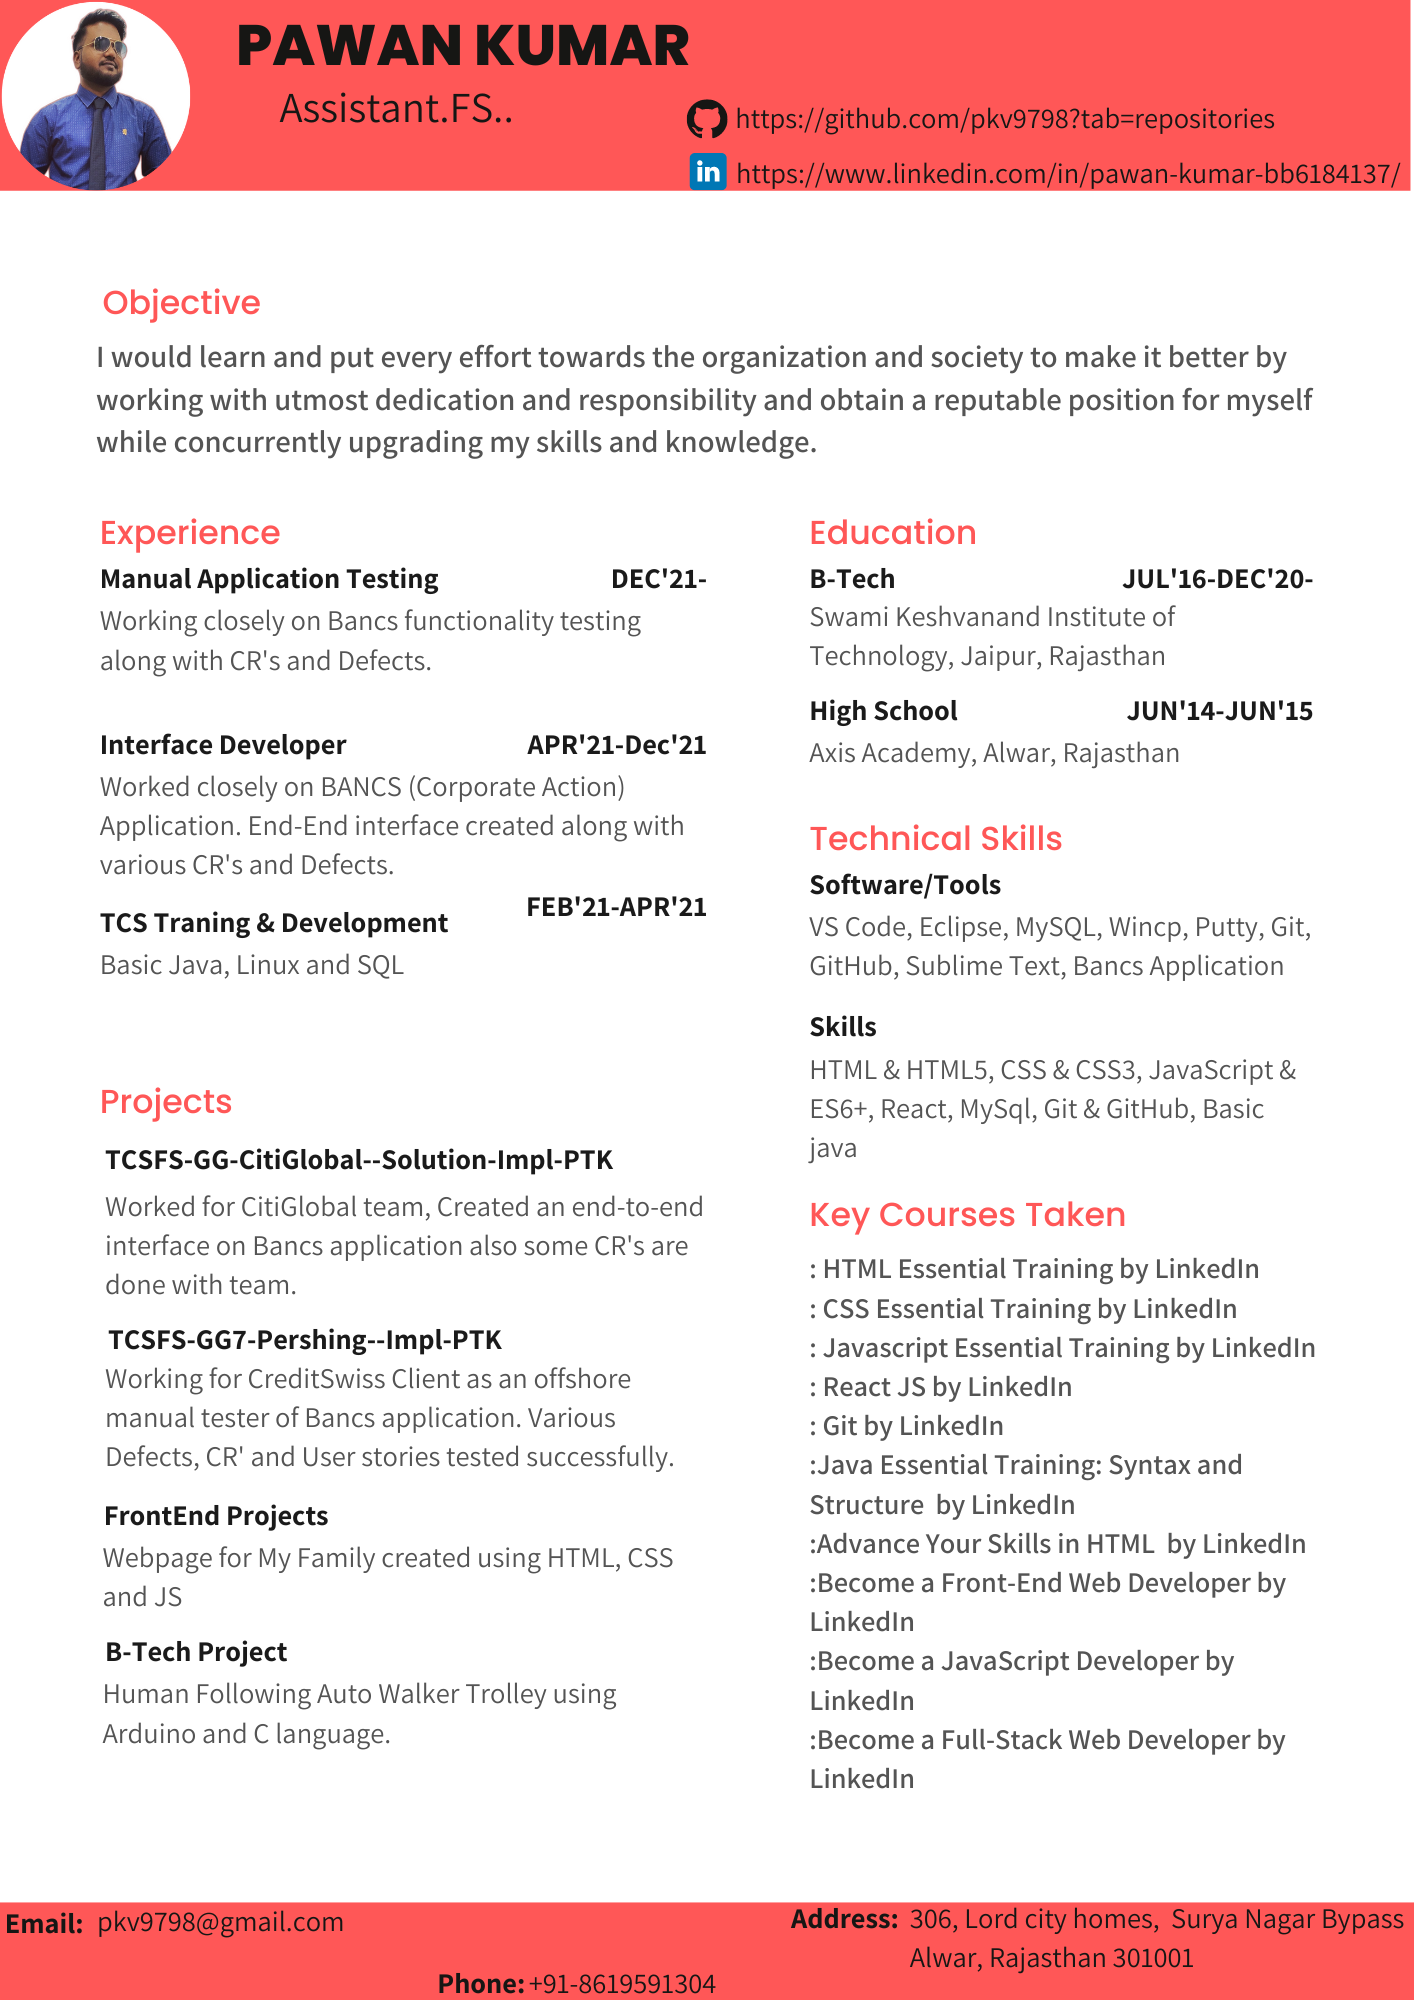 PAWAN KUMAR
Assistant.FS..
https://github.com/pkv9798?tab=repositories
in https://www.linkedin.com/in/pawan-kumar-bb6184137/
Objective
I would learn and put every effort towards the organization and society to make it better by
working with utmost dedication and responsibility and obtain a reputable position for myself
while concurrently upgrading my skills and knowledge.
Experience
Manual Application Testing DEC'21-
Working closely on Bancs functionality testing
along with CR's and Defects.
Interface Developer APR'21-Dec'21
Worked closely on BANCS (Corporate Action)
Application. End-End interface created along with
various CR's and Defects.
FEB'21-APR'21
TCS Traning & Development
Basic Java, Linux and SQL
Projects
TCSFS-GG-CitiGlobal--Solution-Impl-PTK
Worked for CitiGlobal team, Created an end-to-end
interface on Bancs application also some CR's are
done with team.
TCSFS-GG7-Pershing--Impl-PTK
Working for CreditSwiss Client as an offshore
manual tester of Bancs application. Various
Defects, CR' and User stories tested successfully.
FrontEnd Projects
Webpage for My Family created using HTML, CSS
and JS
B-Tech Project
Human Following Auto Walker Trolley using
Arduino and C language.
Education
B-Tech JUL'16-DEC'20-
Swami Keshvanand Institute of
Technology, Jaipur, Rajasthan
High School JUN'14-JUN'15
Axis Academy, Alwar, Rajasthan
Technical Skills
Software/Tools
VS Code, Eclipse, MySQL, Wincp, Putty, Git,
GitHub, Sublime Text, Bancs Application
Skills
HTML & HTML5, CSS & CSS3, JavaScript &
ES6+, React, MySql, Git & GitHub, Basic
java
Key Courses Taken
: HTML Essential Training by LinkedIn
: CSS Essential Training by LinkedIn
: Javascript Essential Training by LinkedIn
: React JS by LinkedIn
: Git by LinkedIn
:Java Essential Training: Syntax and
Structure  by LinkedIn
:Advance Your Skills in HTML  by LinkedIn
:Become a Front-End Web Developer by
LinkedIn
:Become a JavaScript Developer by
LinkedIn
:Become a Full-Stack Web Developer by
LinkedIn
Email: pkv9798@gmail.com
Phone: +91-8619591304
Address: 306, Lord city homes,  Surya Nagar Bypass
Alwar, Rajasthan 301001